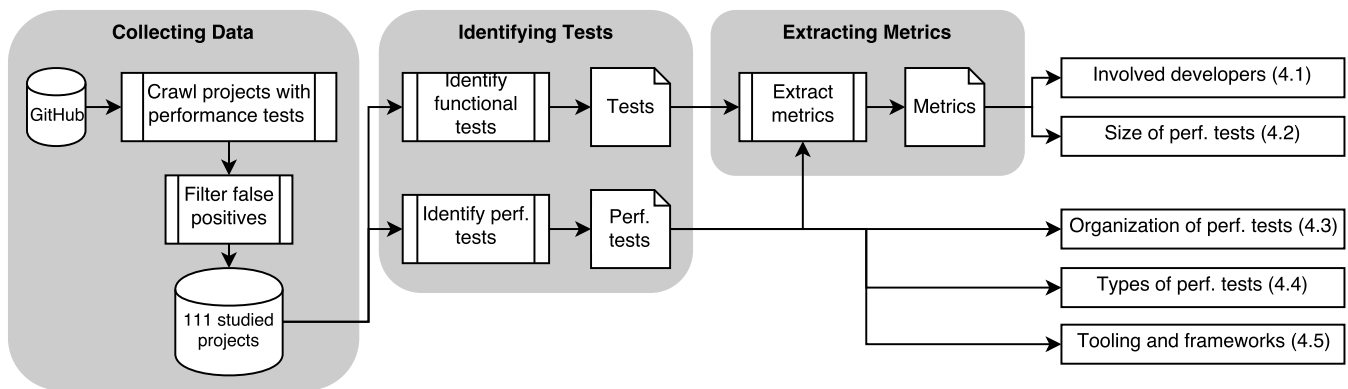 Collecting Data
GitHub
Crawl projects with
performance tests
Filter false
positives
111 studied
projects
Identifying Tests
Identify
functional
tests
Tests
Identify perf.
tests
Perf.
tests
Extracting Metrics
Extract
metrics
Metrics
Involved developers (4.1)
Size of perf. tests (4.2)
Organization of perf. tests (4.3)
Types of perf. tests (4.4)
Tooling and frameworks (4.5)